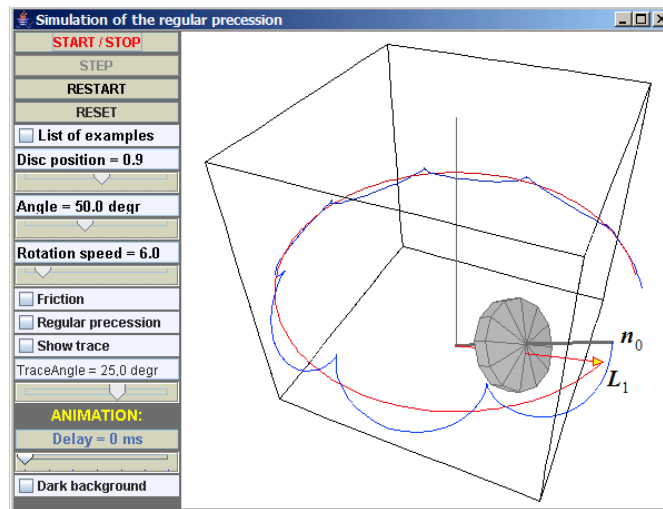 Simulation of the regular precession
START / STOP
STEP
RESTART
RESET
List of examples
Disc position = 0.9
Angle = 50.0 degr
Rotation speed = 6.0
Friction
Regular precession
Show trace
TraceAngle = 25,0 degr
ANIMATION:
Delay = 0 ms
Dark background
n₀
L₁